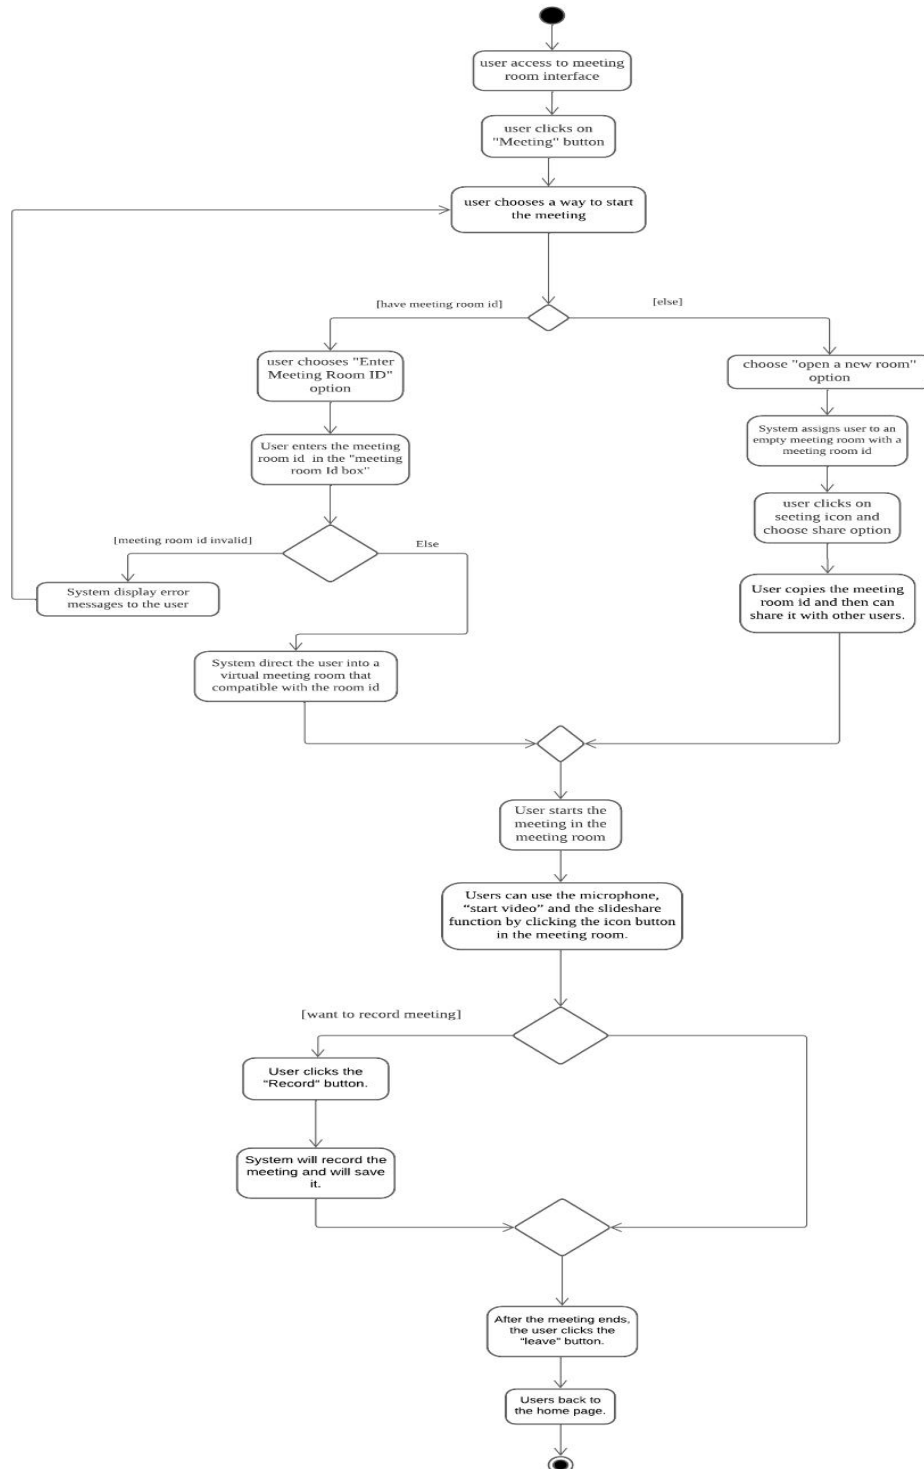 user access to meeting
room interface
user clicks on
"Meeting" button
user chooses a way to start
the meeting
[have meeting room id]
[else]
user chooses "Enter
Meeting Room ID"
option
choose "open a new room"
option
User enters the meeting
room id in the "meeting
room Id box"
System assigns user to an
empty meeting room with a
meeting room id
user clicks on
seeting icon and
choose share option
[meeting room id invalid]
Else
System display error
messages to the user
User copies the meeting
room id and then can
share it with other users.
System direct the user into a
virtual meeting room that
compatible with the room id
User starts the
meeting in the
meeting room
Users can use the microphone,
“start video” and the slideshare
function by clicking the icon button
in the meeting room.
[want to record meeting]
User clicks the
“Record” button.
System will record the
meeting and will save
it.
After the meeting ends,
the user clicks the
“leave” button.
Users back to
the home page.